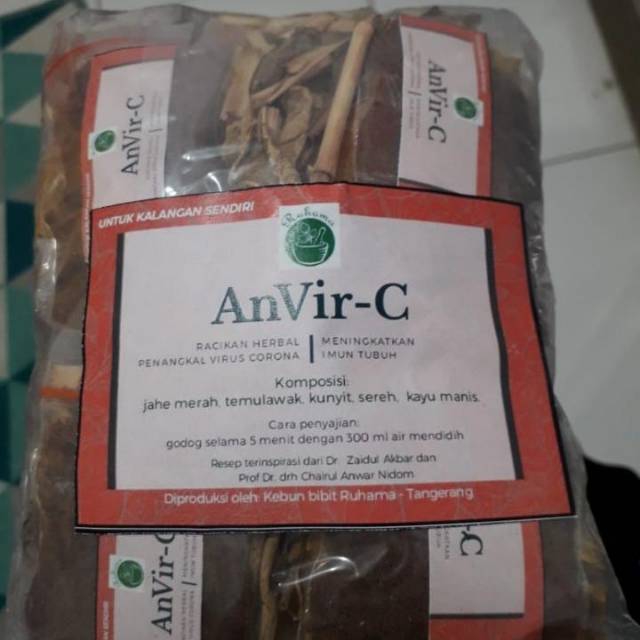 AnVir-C
AnVir-C
UNTUK KALANGAN SENDIRI
Ruhama
AnVir-C
RACIKAN HERBAL
PENANGKAL VIRUS CORONA
MENINGKATKAN
IMUN TUBUH
Komposisi:
jahe merah, temulawak, kunyit, sereh, kayu manis.
Cara penyajian:
godog selama 5 menit dengan 300 ml air mendidih
Resep terinspirasi dari Dr. Zaidul Akbar dan
Prof Dr. drh Chairul Anwar Nidom
Diproduksi oleh: Kebun bibit Ruhama - Tangerang
AnVir-C
-C